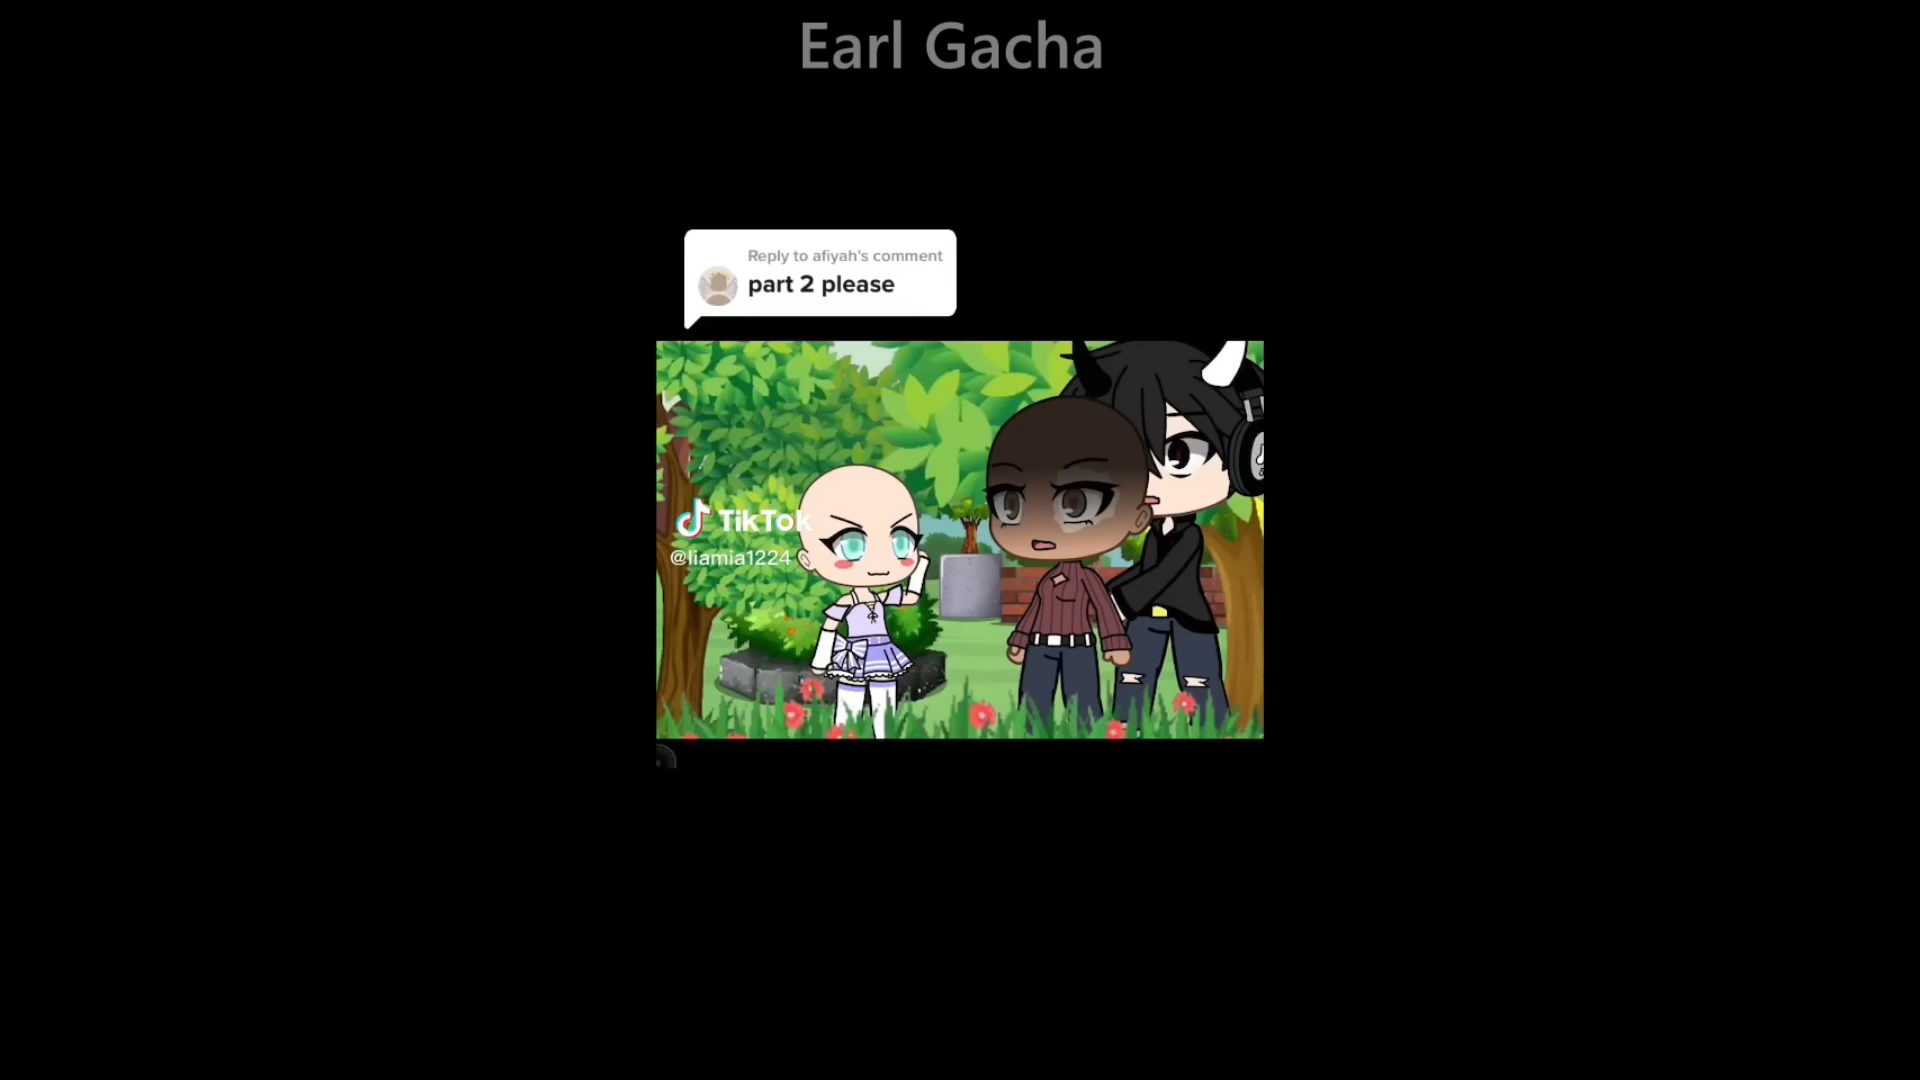 Earl Gacha
Reply to afiyah's comment
part 2 please
TikTok
@liamia1224